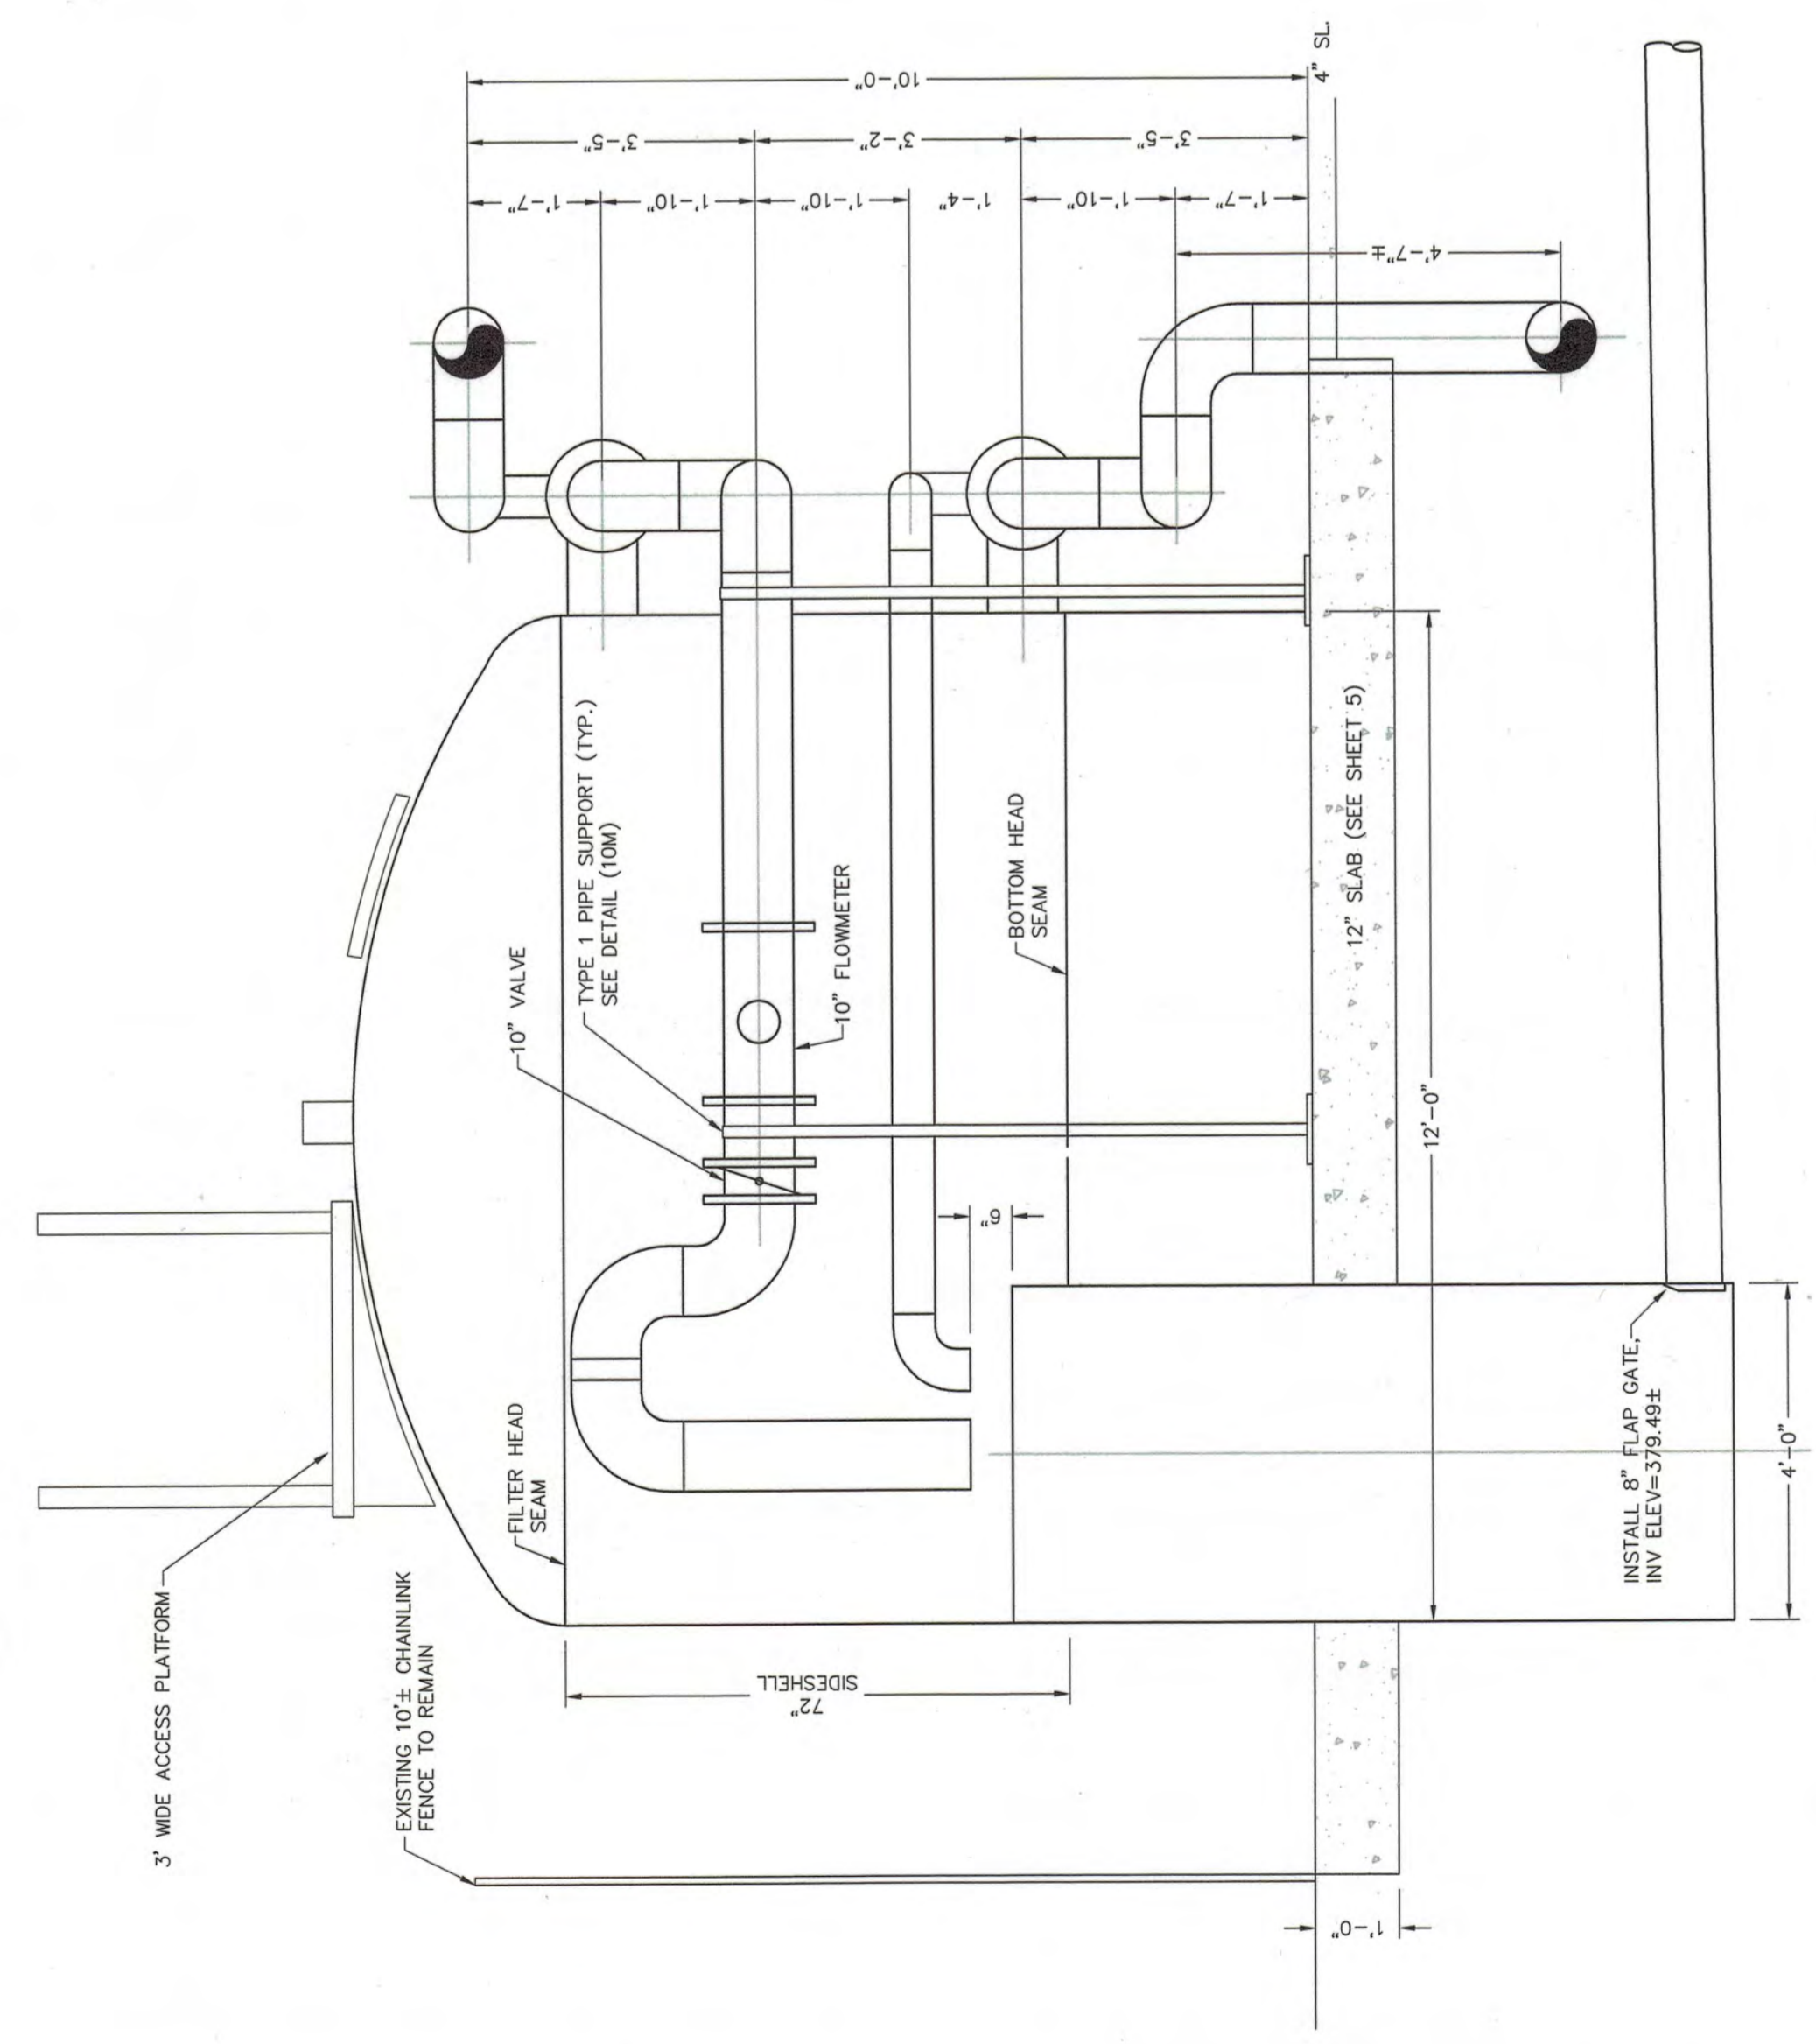 3' WIDE ACCESS PLATFORM
EXISTING 10'± CHAINLINK
FENCE TO REMAIN
FILTER HEAD
SEAM
10" VALVE
TYPE 1 PIPE SUPPORT (TYP.)
SEE DETAIL (10M)
10" FLOWMETER
BOTTOM HEAD
SEAM
12" SLAB (SEE SHEET 5)
INSTALL 8" FLAP GATE,
INV ELEV=379.49±
72"
SIDESHELL
1'-0"
6"
12'-0"
4'-0"
10'-0"
3'-5"
3'-2"
3'-5"
1'-7"
1'-10"
1'-10"
1'-4"
1'-10"
1'-7"
4'-7"±
4" SL.